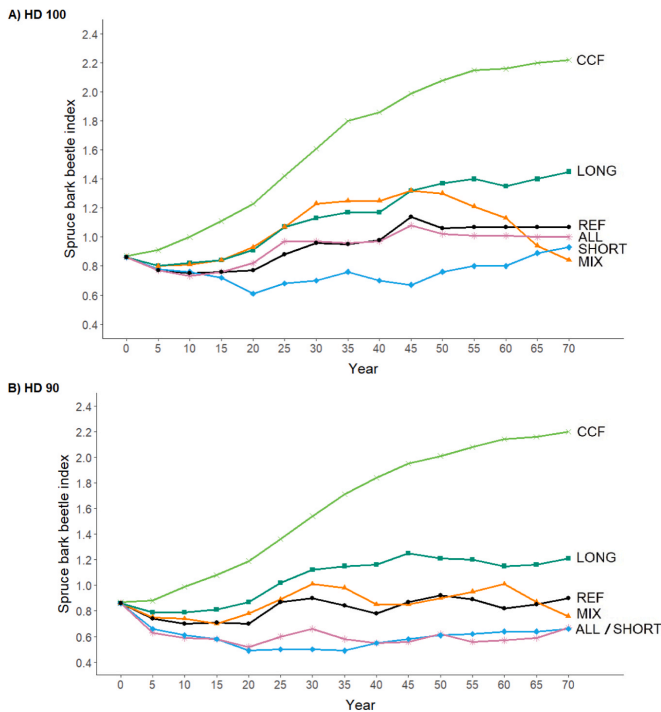 A) HD 100
Spruce bark beetle index
2.4
2.2
2.0
1.8
1.6
1.4
1.2
1.0
0.8
0.6
0.4
CCF
LONG
REF
ALL
SHORT
MIX
0 5 10 15 20 25 30 35 40 45 50 55 60 65 70
Year
B) HD 90
Spruce bark beetle index
2.4
2.2
2.0
1.8
1.6
1.4
1.2
1.0
0.8
0.6
0.4
CCF
LONG
REF
MIX
ALL / SHORT
0 5 10 15 20 25 30 35 40 45 50 55 60 65 70
Year